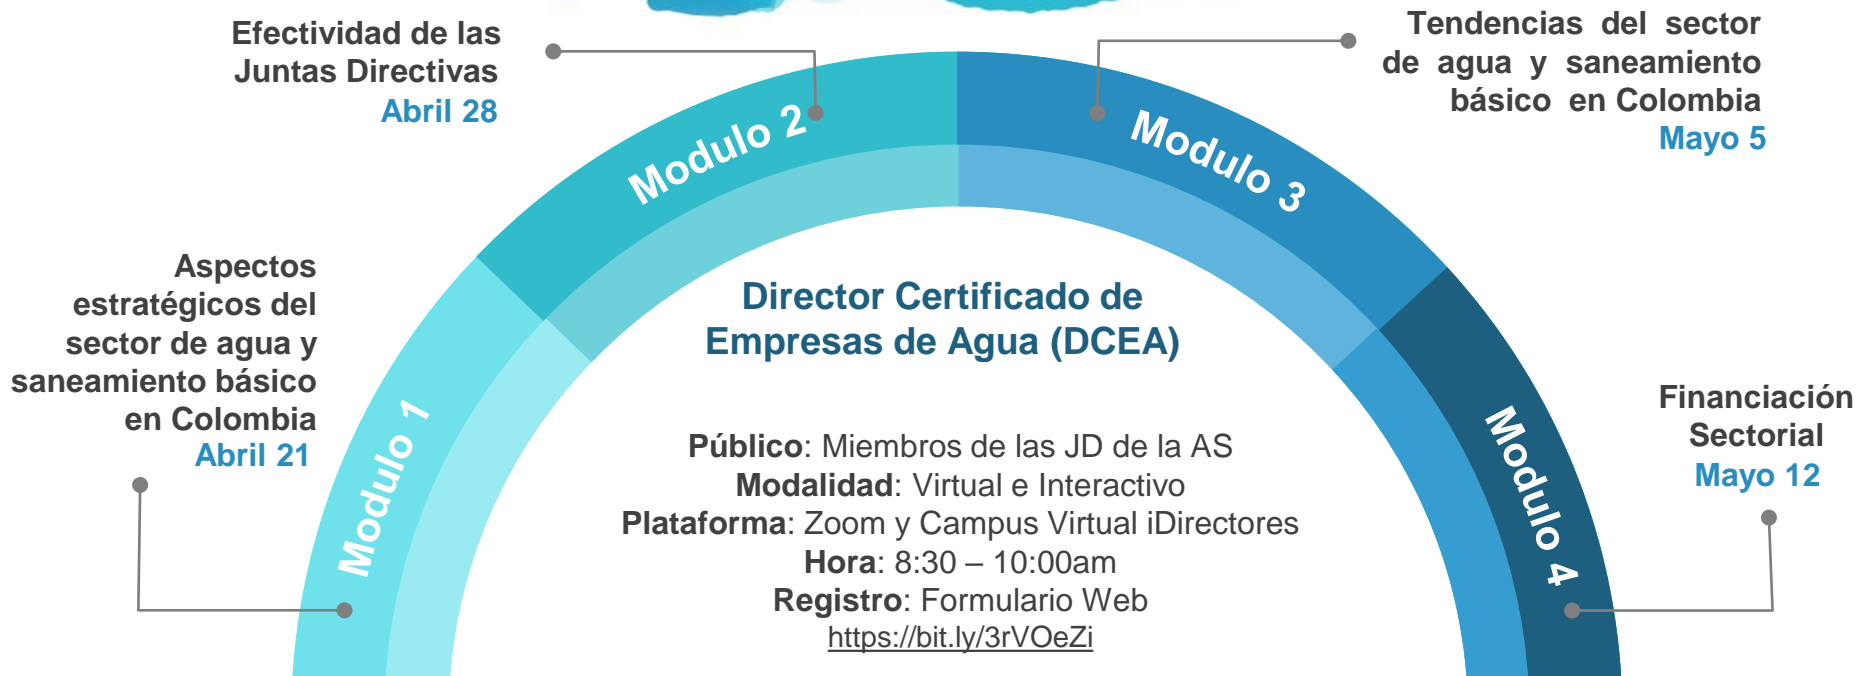 Efectividad de las
Juntas Directivas
Abril 28
Tendencias del sector
de agua y saneamiento
básico en Colombia
Mayo 5
Modulo 2
Modulo 3
Aspectos
estratégicos del
sector de agua y
saneamiento básico
en Colombia
Abril 21
Modulo 1
Director Certificado de
Empresas de Agua (DCEA)
Público: Miembros de las JD de la AS
Modalidad: Virtual e Interactivo
Plataforma: Zoom y Campus Virtual iDirectores
Hora: 8:30 – 10:00am
Registro: Formulario Web
https://bit.ly/3rVOeZi
Financiación
Sectorial
Mayo 12
Modulo 4